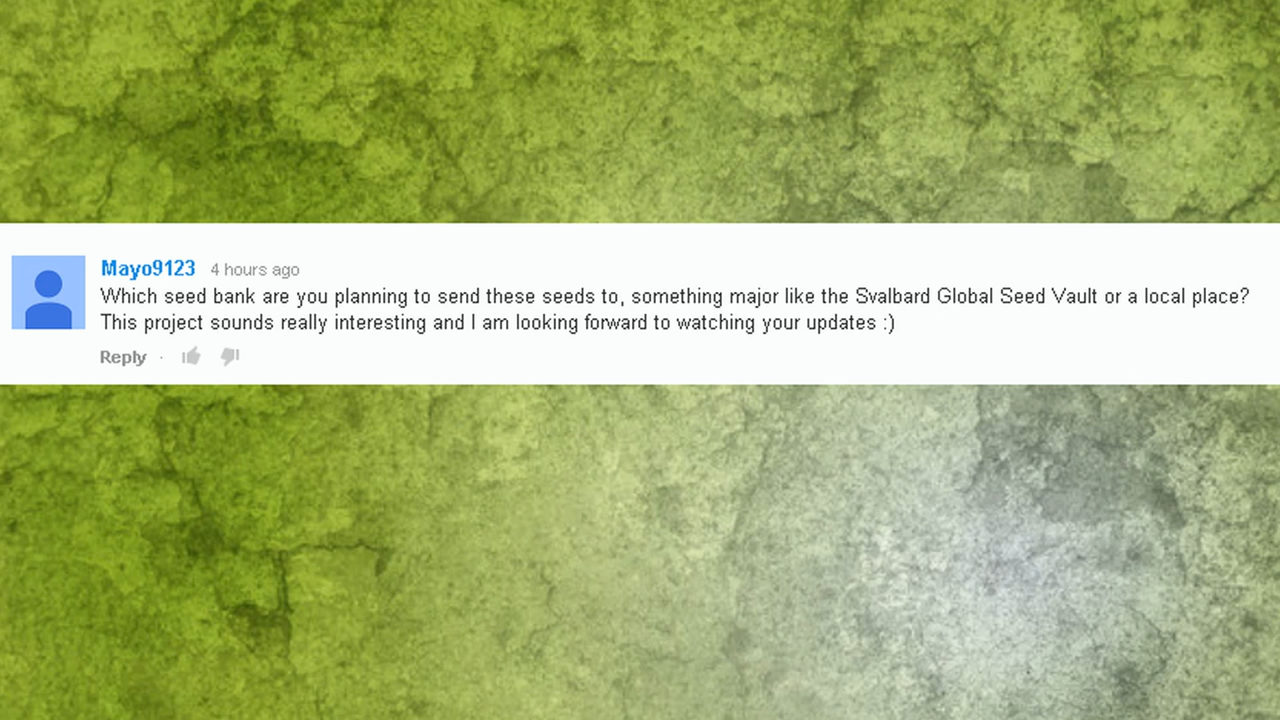 Mayo9123 4 hours ago
Which seed bank are you planning to send these seeds to, something major like the Svalbard Global Seed Vault or a local place?
This project sounds really interesting and I am looking forward to watching your updates :)
Reply ·